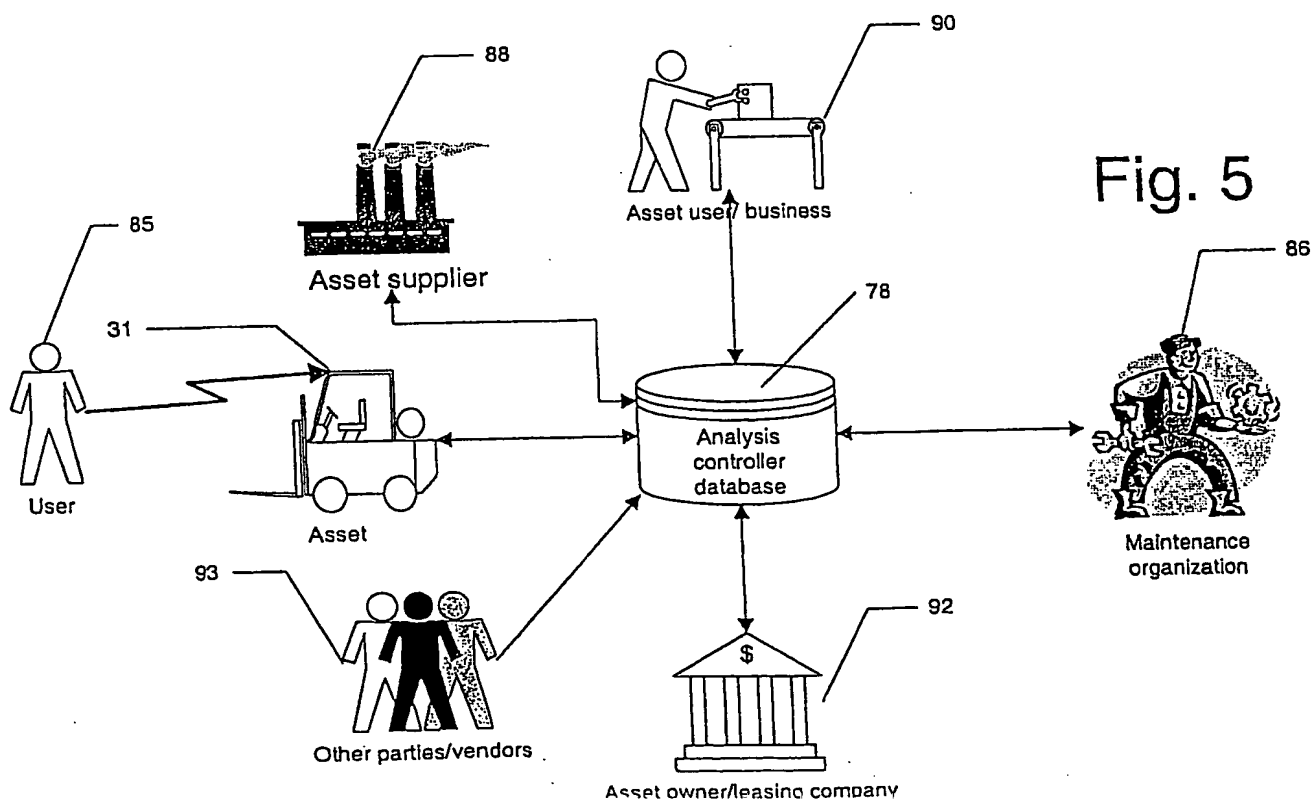 90
88
Fig. 5
85
Asset user/ business
86
Asset supplier
78
31
Analysis
controller
database
User
Asset
Maintenance
organization
93
92
$
Other parties/vendors
Asset owner/leasing company